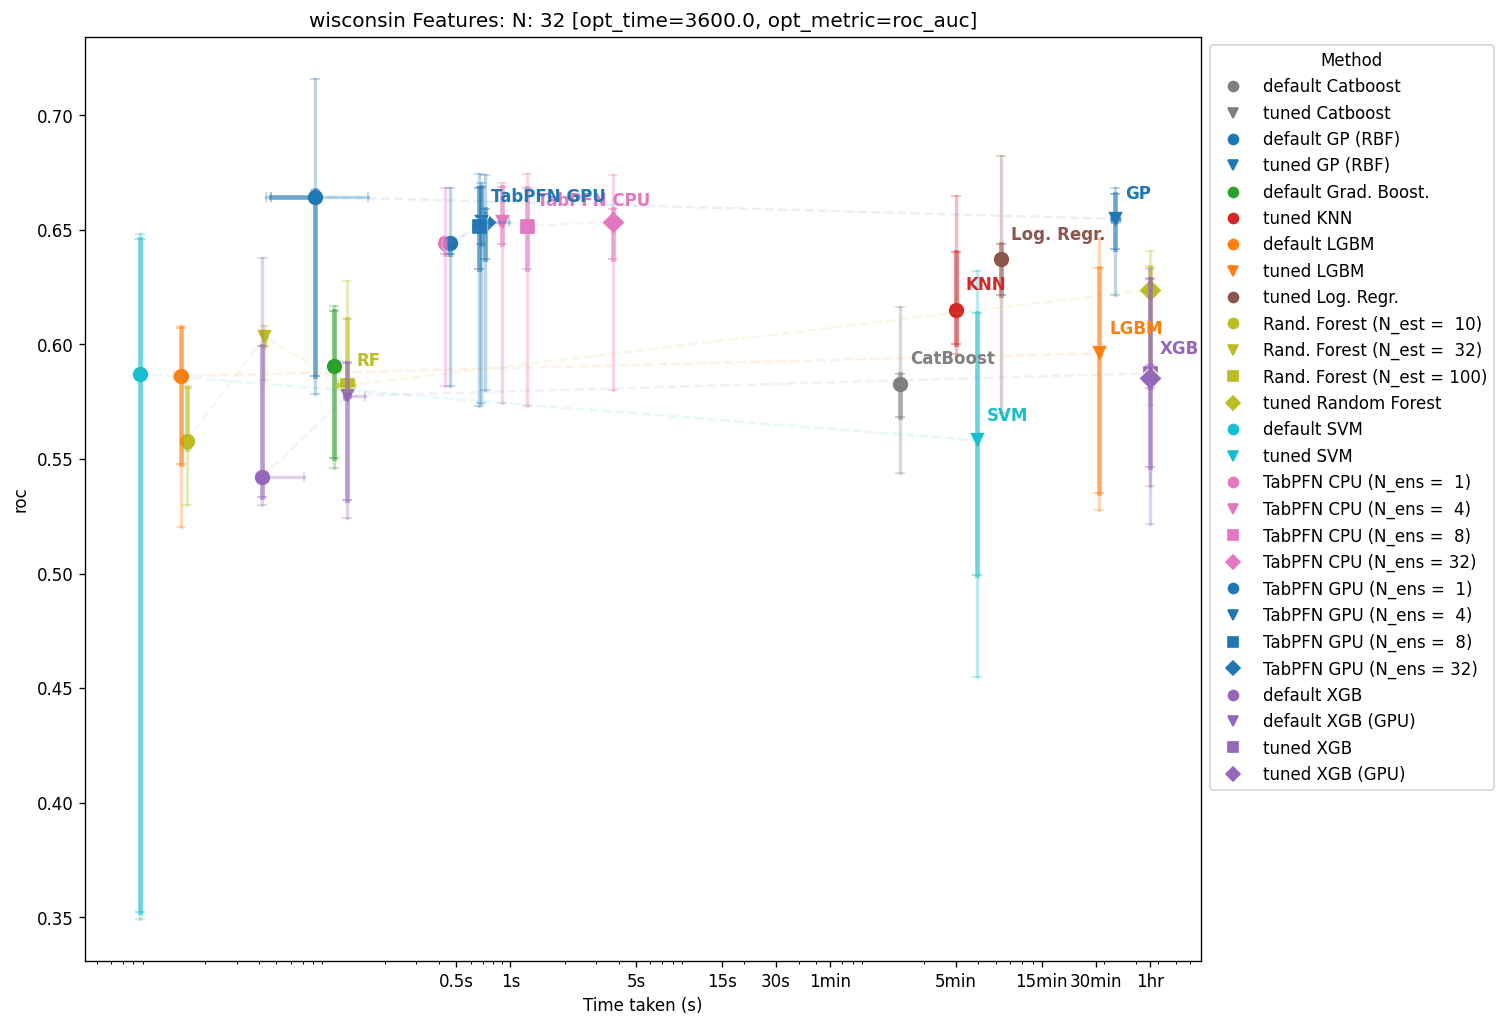 wisconsin Features: N: 32 [opt_time=3600.0, opt_metric=roc_auc]
roc
0.70
0.65
0.60
0.55
0.50
0.45
0.40
0.35
TabPFN GPU
TabPFN CPU
GP
Log. Regr.
KNN
LGBM
XGB
RF
CatBoost
SVM
0.5s
1s
5s
15s
30s
1min
5min
15min
30min
1hr
Time taken (s)
Method
default Catboost
tuned Catboost
default GP (RBF)
tuned GP (RBF)
default Grad. Boost.
tuned KNN
default LGBM
tuned LGBM
tuned Log. Regr.
Rand. Forest (N_est =  10)
Rand. Forest (N_est =  32)
Rand. Forest (N_est = 100)
tuned Random Forest
default SVM
tuned SVM
TabPFN CPU (N_ens =  1)
TabPFN CPU (N_ens =  4)
TabPFN CPU (N_ens =  8)
TabPFN CPU (N_ens = 32)
TabPFN GPU (N_ens =  1)
TabPFN GPU (N_ens =  4)
TabPFN GPU (N_ens =  8)
TabPFN GPU (N_ens = 32)
default XGB
default XGB (GPU)
tuned XGB
tuned XGB (GPU)